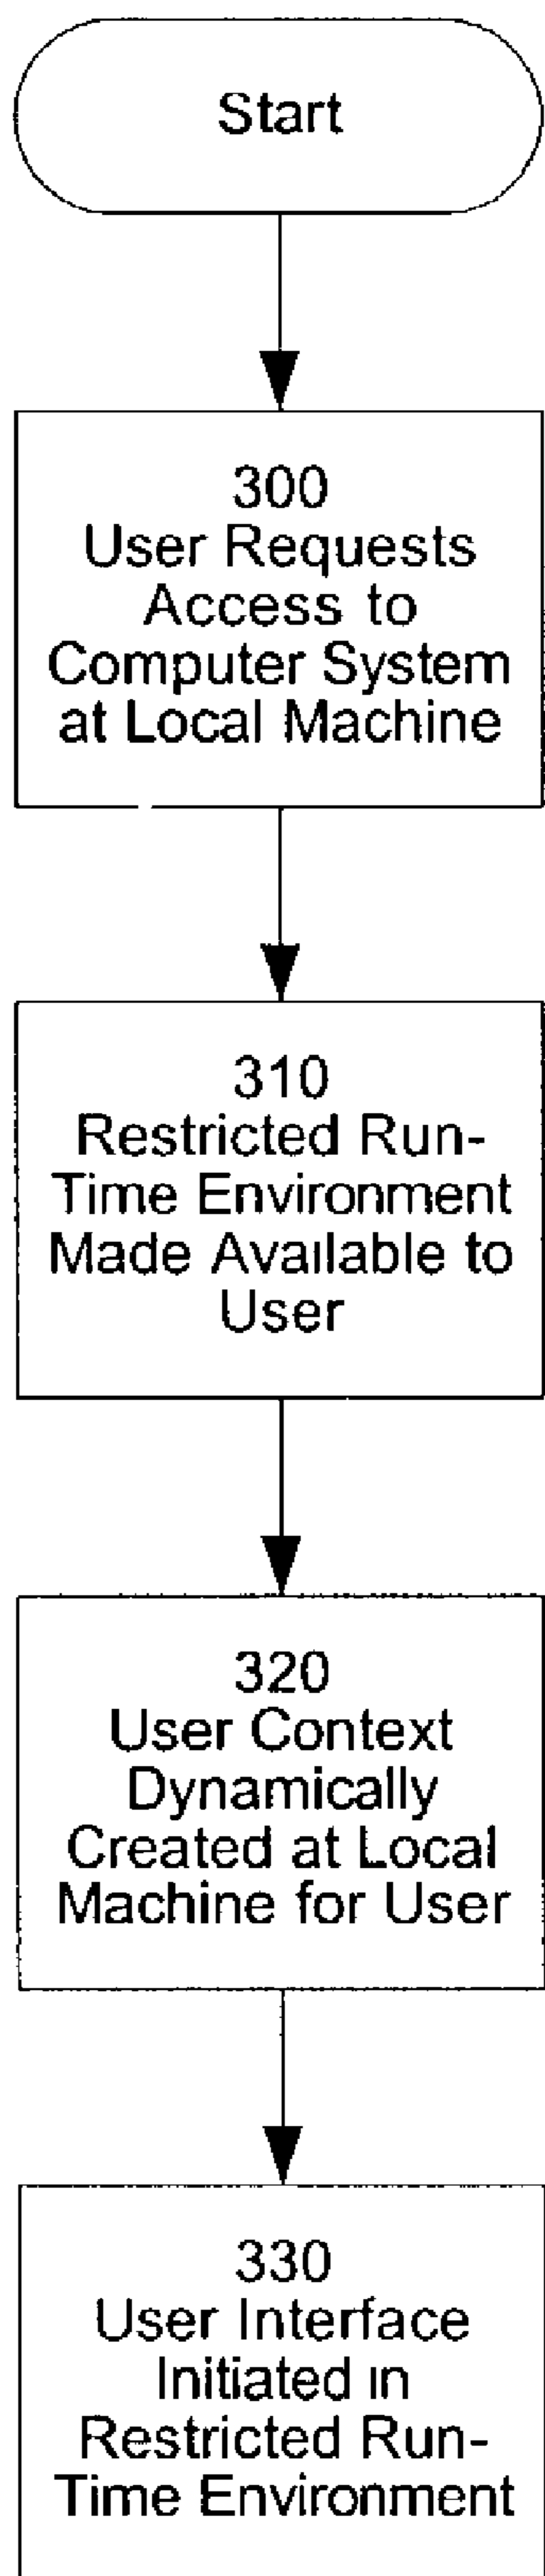 Start
300
User Requests
Access to
Computer System
at Local Machine
310
Restricted Run-
Time Environment
Made Available to
User
320
User Context
Dynamically
Created at Local
Machine for User
330
User Interface
Initiated in
Restricted Run-
Time Environment